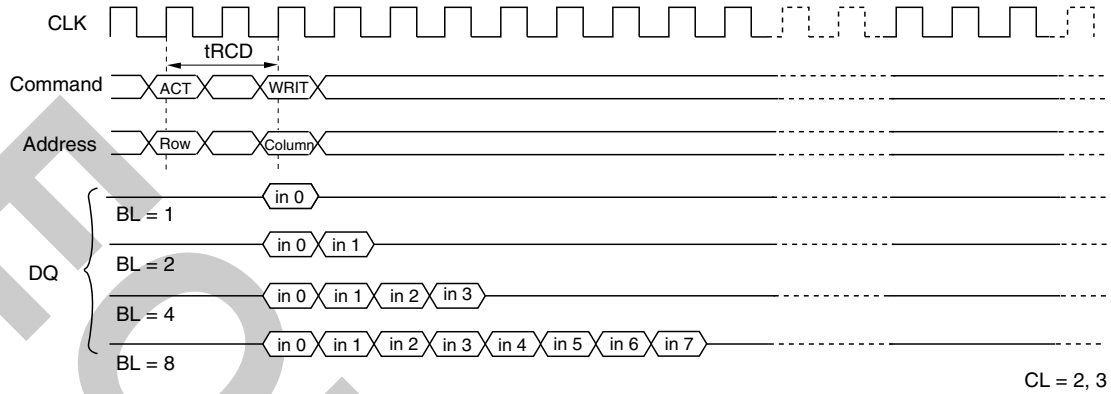 CLK
tRCD
Command ACT WRIT
Address Row Column
in 0
BL = 1
in 0 in 1
BL = 2
DQ
in 0 in 1 in 2 in 3
BL = 4
in 0 in 1 in 2 in 3 in 4 in 5 in 6 in 7
BL = 8
CL = 2, 3